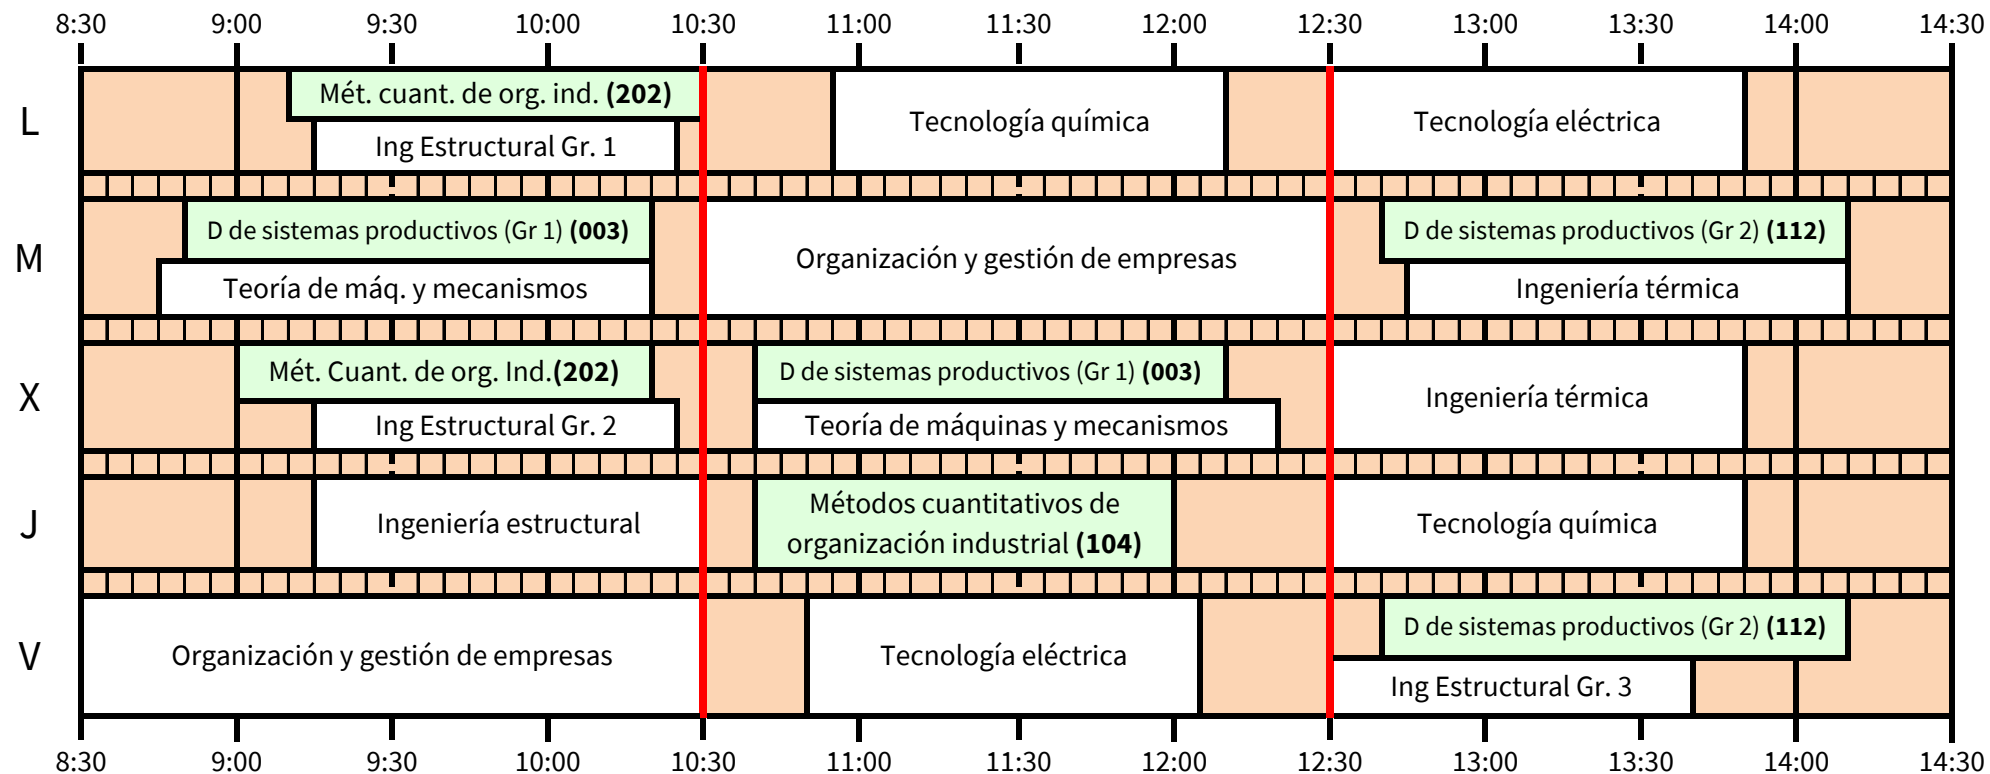 8:30 9:00 9:30 10:00 10:30 11:00 11:30 12:00 12:30 13:00 13:30 14:00 14:30
L
Mét. cuant. de org. ind. (202)
Ing Estructural Gr. 1
Tecnología química
Tecnología eléctrica
M
D de sistemas productivos (Gr 1) (003)
Teoría de máq. y mecanismos
Organización y gestión de empresas
D de sistemas productivos (Gr 2) (112)
Ingeniería térmica
X
Mét. Cuant. de org. Ind.(202)
Ing Estructural Gr. 2
D de sistemas productivos (Gr 1) (003)
Teoría de máquinas y mecanismos
Ingeniería térmica
J
Ingeniería estructural
Métodos cuantitativos de
organización industrial (104)
Tecnología química
V
Organización y gestión de empresas
Tecnología eléctrica
D de sistemas productivos (Gr 2) (112)
Ing Estructural Gr. 3
8:30 9:00 9:30 10:00 10:30 11:00 11:30 12:00 12:30 13:00 13:30 14:00 14:30